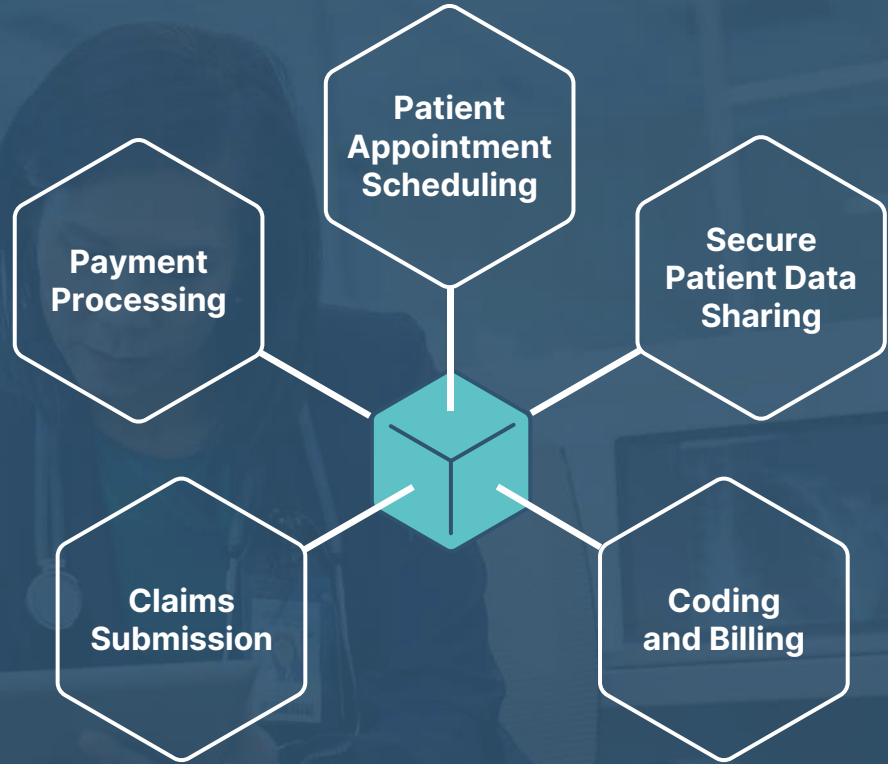 Patient
Appointment
Scheduling
Payment
Processing
Secure
Patient Data
Sharing
Claims
Submission
Coding
and Billing